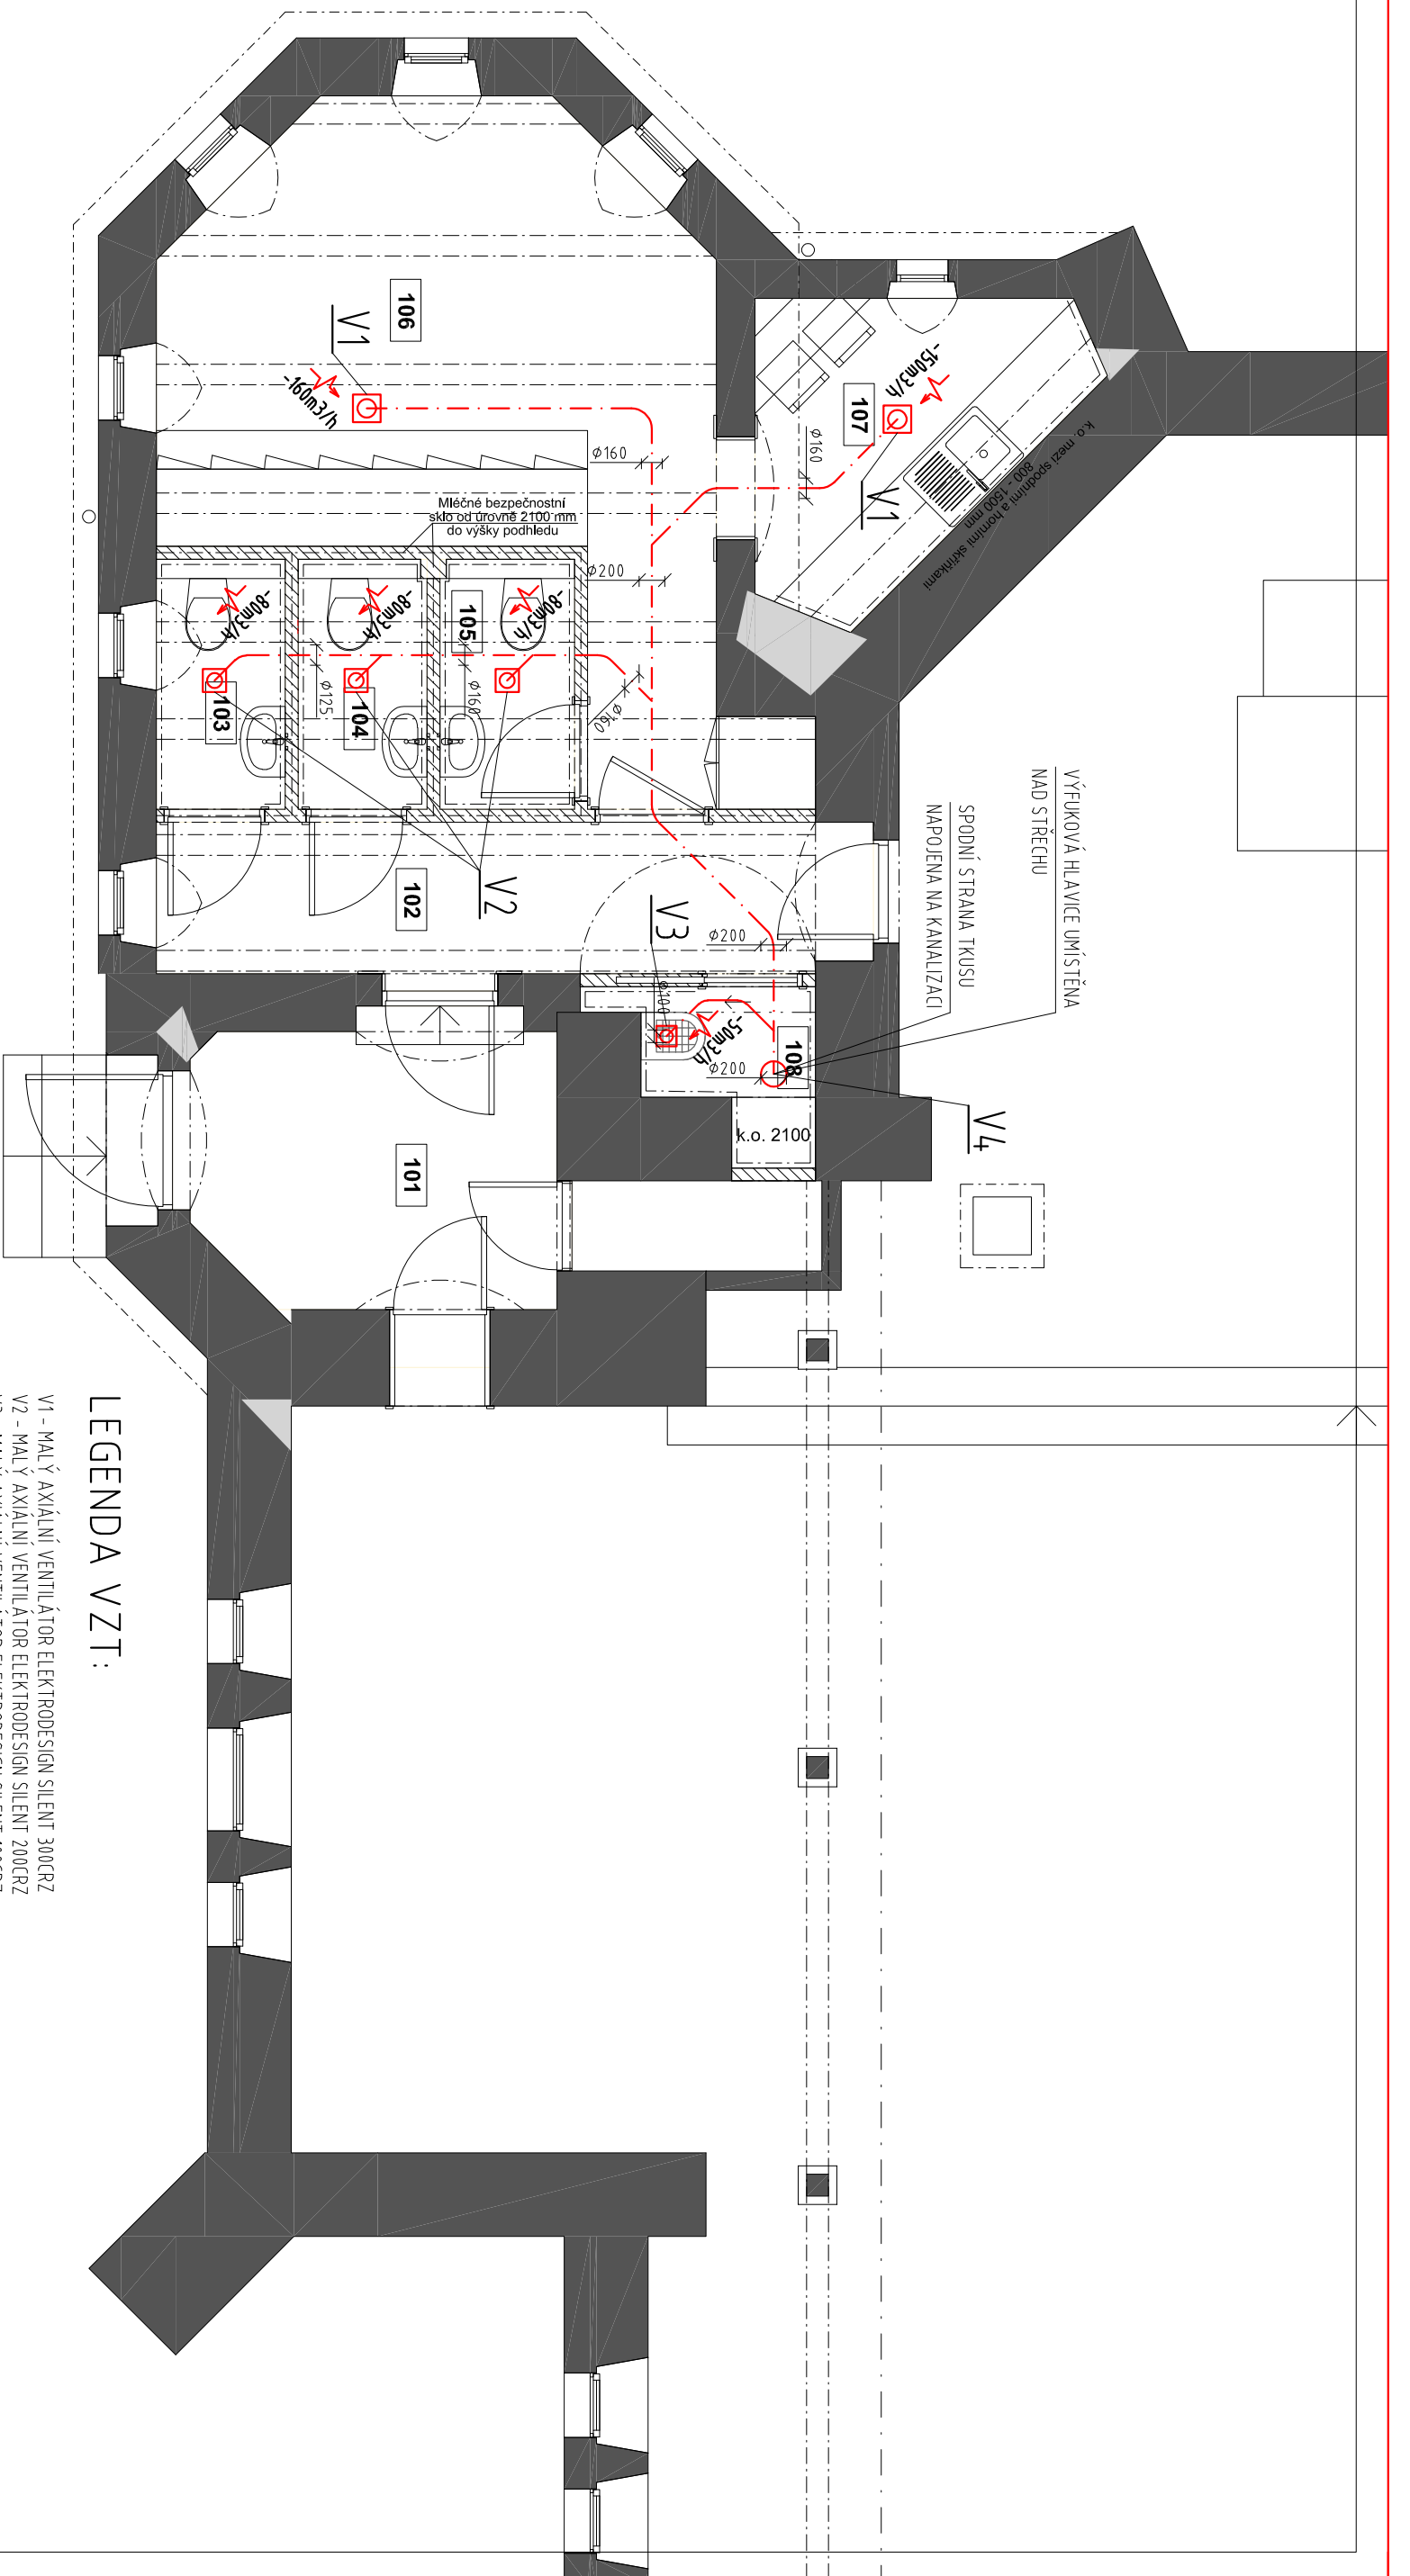 106
V1
-160m3/h
107
-150m3/h
V1
k.o. mezi spodními a horními skříňkami
800 - 1500 mm
ø160
ø160
Mléčné bezpečnostní
sklo od úrovně 2100 mm
do výšky podhledu
ø200
-80m3/h
-80m3/h
-80m3/h
105
103
104
ø125
ø160
ø160
VÝFUKOVÁ HLAVICE UMÍSTĚNA
NAD STŘECHU
SPODNÍ STRANA TKUSU
NAPOJENA NA KANALIZACI
102
V2
V3
ø200
ø100
-50m3/h
108
ø200
V4
k.o. 2100
101
LEGENDA VZT:
V1 - MALÝ AXIÁLNÍ VENTILÁTOR ELEKTRODESIGN SILENT 300CRZ
V2 - MALÝ AXIÁLNÍ VENTILÁTOR ELEKTRODESIGN SILENT 200CRZ